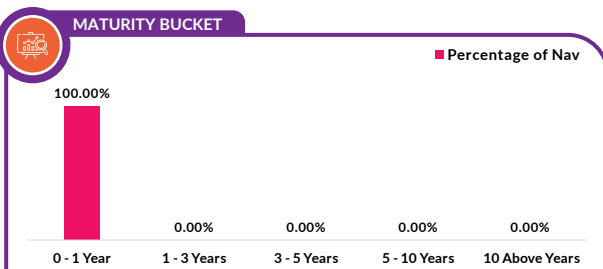 MATURITY BUCKET
Percentage of Nav
100.00%
0.00% 0.00% 0.00% 0.00%
0 - 1 Year 1 - 3 Years 3 - 5 Years 5 - 10 Years 10 Above Years